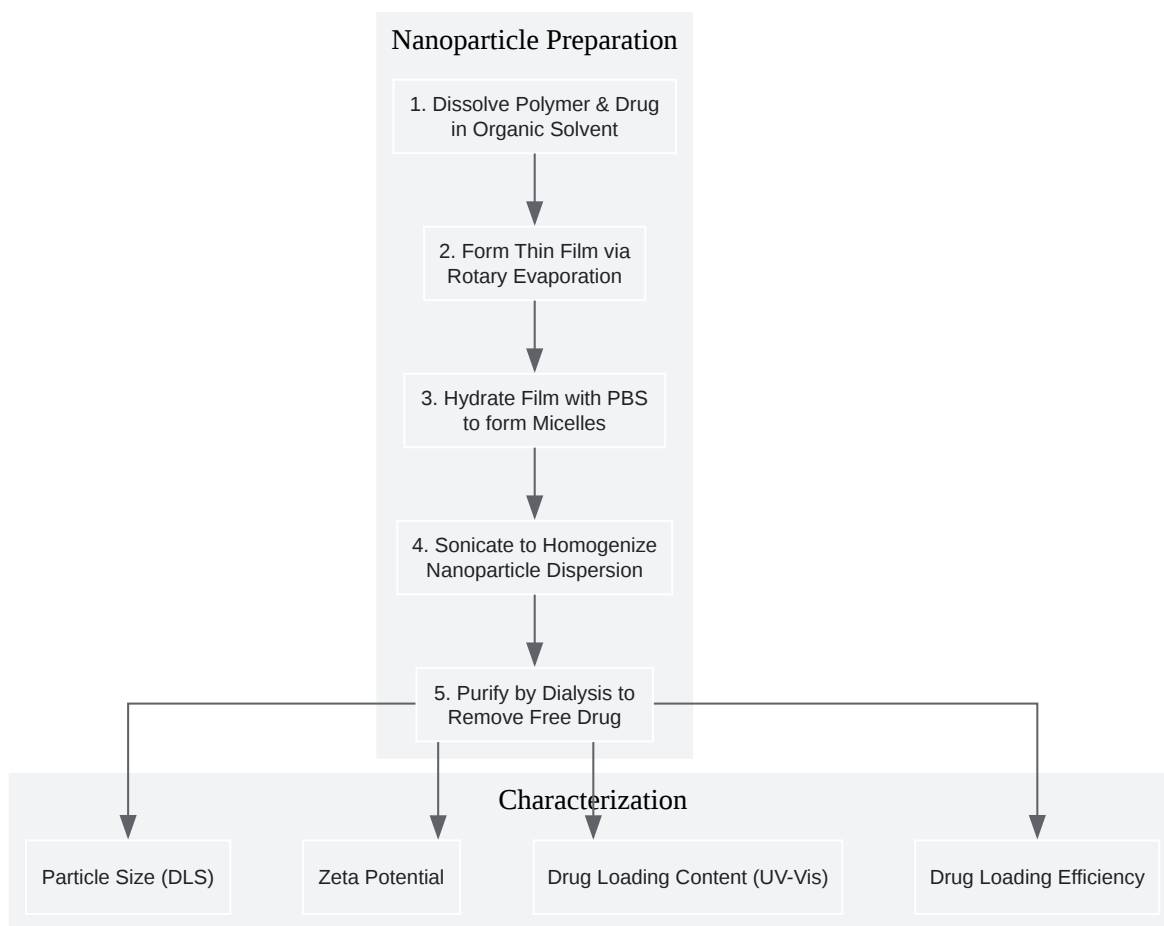 Nanoparticle Preparation
1. Dissolve Polymer & Drug
in Organic Solvent
2. Form Thin Film via
Rotary Evaporation
3. Hydrate Film with PBS
to form Micelles
4. Sonicate to Homogenize
Nanoparticle Dispersion
5. Purify by Dialysis to
Remove Free Drug
Characterization
Particle Size (DLS)
Zeta Potential
Drug Loading Content (UV-Vis)
Drug Loading Efficiency